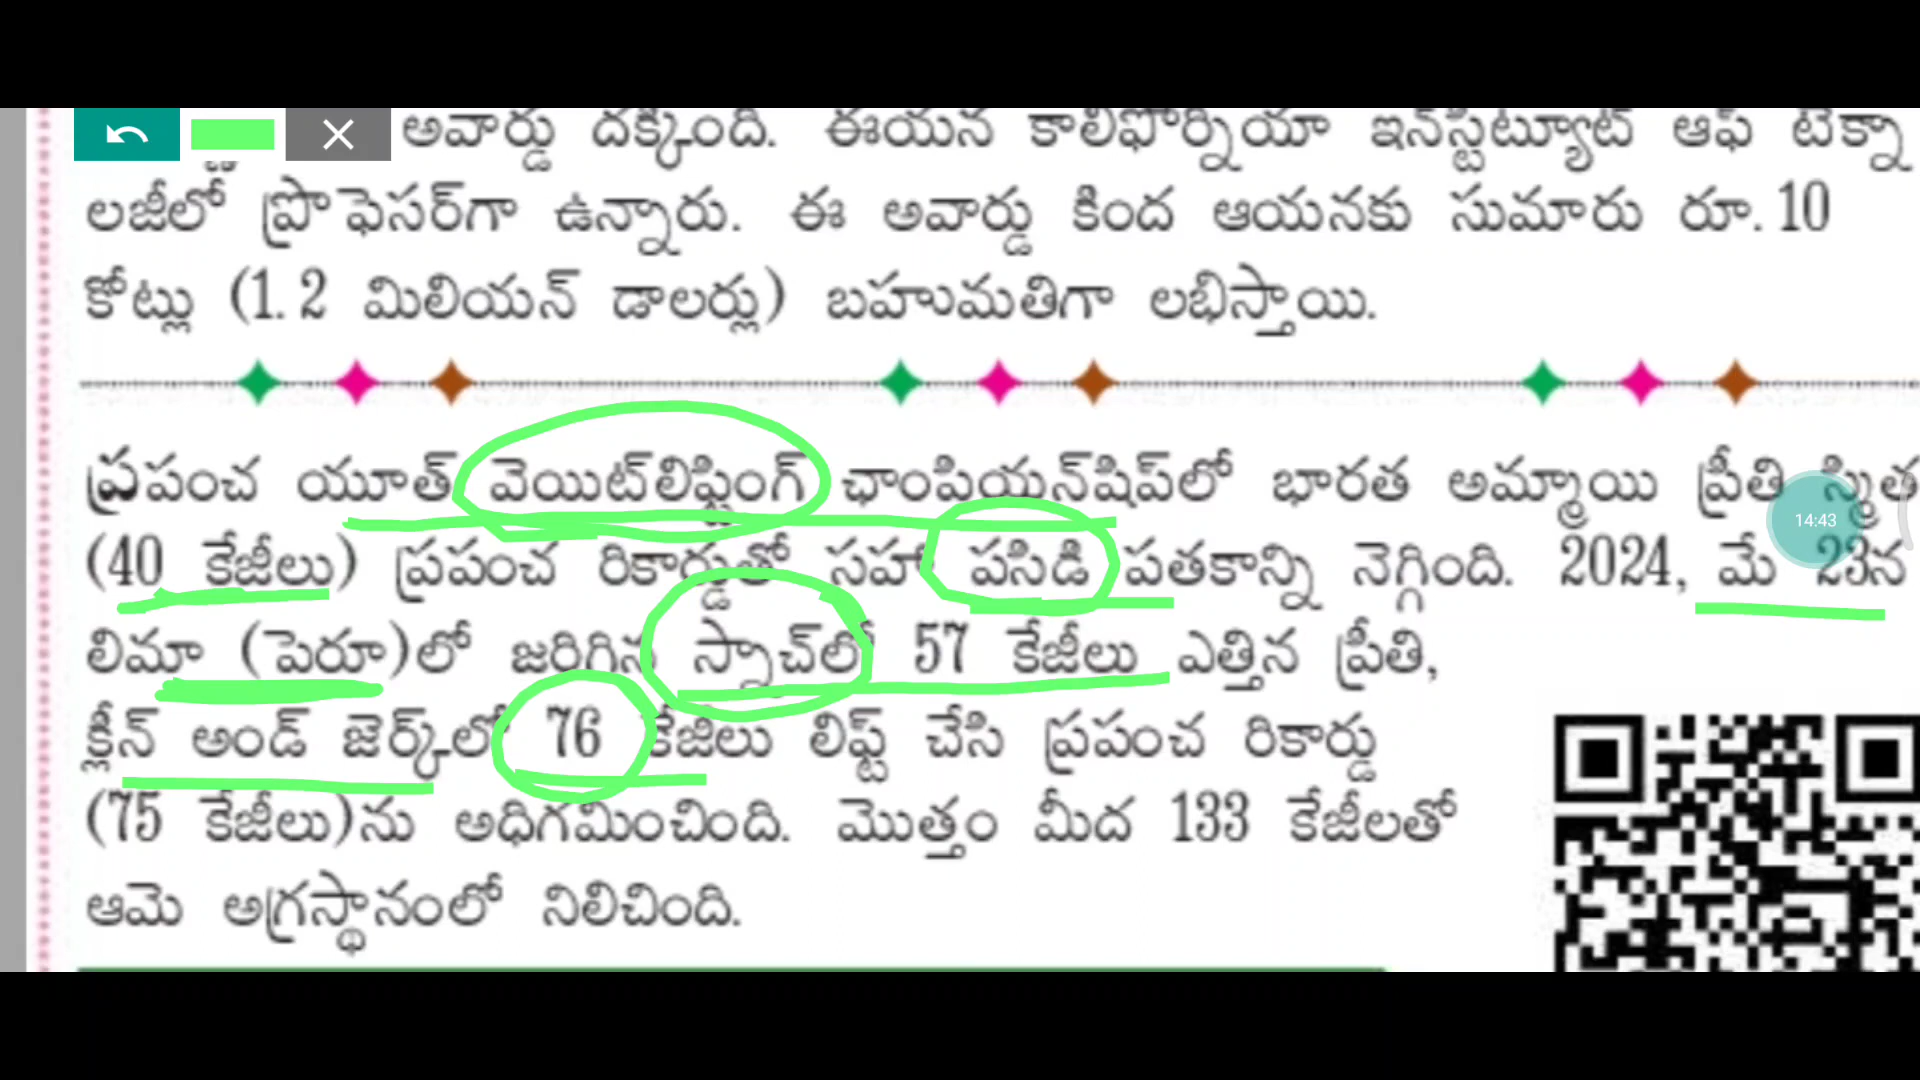 అవార్డు దక్కింది. ఈయన కాలిఫోర్నియా ఇన్‌స్టిట్యూట్ ఆఫ్ టెక్నా
లజీలో ప్రొఫెసర్‌గా ఉన్నారు. ఈ అవార్డు కింద ఆయనకు సుమారు రూ. 10
కోట్లు (1.2 మిలియన్ డాలర్లు) బహుమతిగా లభిస్తాయి.
ప్రపంచ యూత్ వెయిట్‌లిఫ్టింగ్ ఛాంపియన్‌షిప్‌లో భారత అమ్మాయి ప్రీతి స్మిత
(40 కేజీలు) ప్రపంచ రికార్డుతో సహా పసిడి పతకాన్ని నెగ్గింది. 2024, మే 23న
14:43
లిమా (పెరూ)లో జరిగిన స్నాచ్‌లో 57 కేజీలు ఎత్తిన ప్రీతి,
క్లీన్ అండ్ జెర్క్‌లో 76 కేజీలు లిఫ్ట్ చేసి ప్రపంచ రికార్డు
(75 కేజీలు)ను అధిగమించింది. మొత్తం మీద 133 కేజీలతో
ఆమె అగ్రస్థానంలో నిలిచింది.